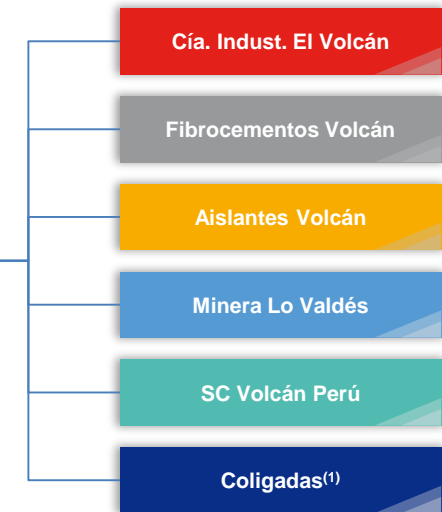 Cía. Indust. El Volcán
Fibrocementos Volcán
Aislantes Volcán
Minera Lo Valdés
SC Volcán Perú
Coligadas(1)